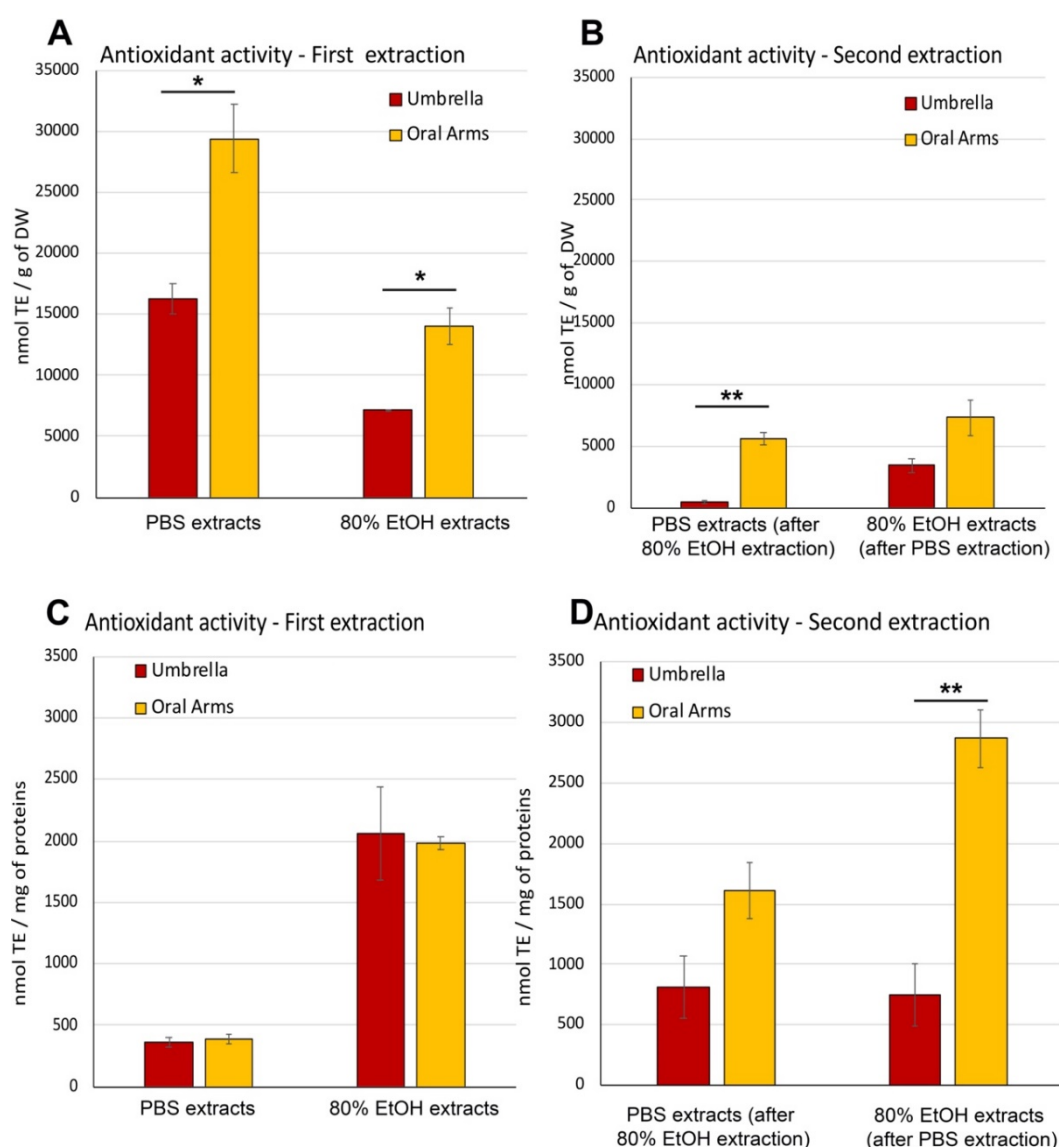 A
Antioxidant activity - First extraction
35000
30000
25000
20000
15000
10000
5000
0
nmol TE / g of DW
*
*
Umbrella
Oral Arms
PBS extracts
80% EtOH extracts
B
Antioxidant activity - Second extraction
35000
30000
25000
20000
15000
10000
5000
0
nmol TE / g of DW
**
Umbrella
Oral Arms
PBS extracts (after
80% EtOH extraction)
80% EtOH extracts
(after PBS extraction)
C
Antioxidant activity - First extraction
3500
3000
2500
2000
1500
1000
500
0
nmol TE / mg of proteins
Umbrella
Oral Arms
PBS extracts
80% EtOH extracts
D
Antioxidant activity - Second extraction
3500
3000
2500
2000
1500
1000
500
0
nmol TE / mg of proteins
**
Umbrella
Oral Arms
PBS extracts (after
80% EtOH extraction)
80% EtOH extracts
(after PBS extraction)